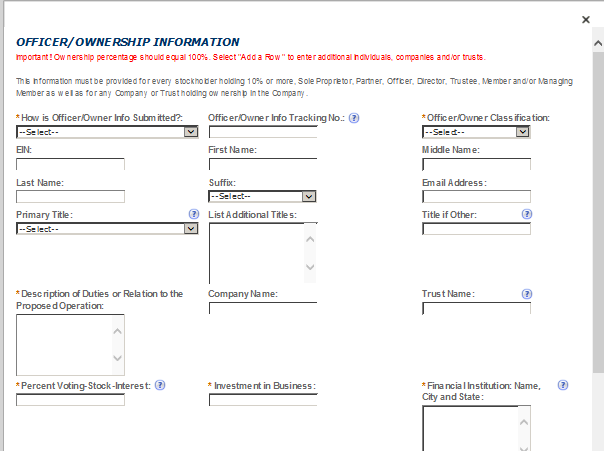 ×
OFFICER/OWNERSHIP INFORMATION
Important! Ownership percentage should equal 100%. Select "Add a Row" to enter additional individuals, companies and/or trusts.
This information must be provided for every stockholder holding 10% or more, Sole Proprietor, Partner, Officer, Director, Trustee, Member and/or Managing
Member as well as for any Company or Trust holding ownership in the Company.
* How is Officer/Owner Info Submitted?: Officer/Owner Info Tracking No.: ? * Officer/Owner Classification:
--Select-- --Select--
EIN: First Name: Middle Name:
Last Name: Suffix: Email Address:
--Select--
Primary Title: ? List Additional Titles: Title if Other: ?
--Select--
* Description of Duties or Relation to the Company Name: Trust Name: ?
Proposed Operation:
* Percent Voting-Stock-Interest: ? * Investment in Business: * Financial Institution: Name, ?
City and State: